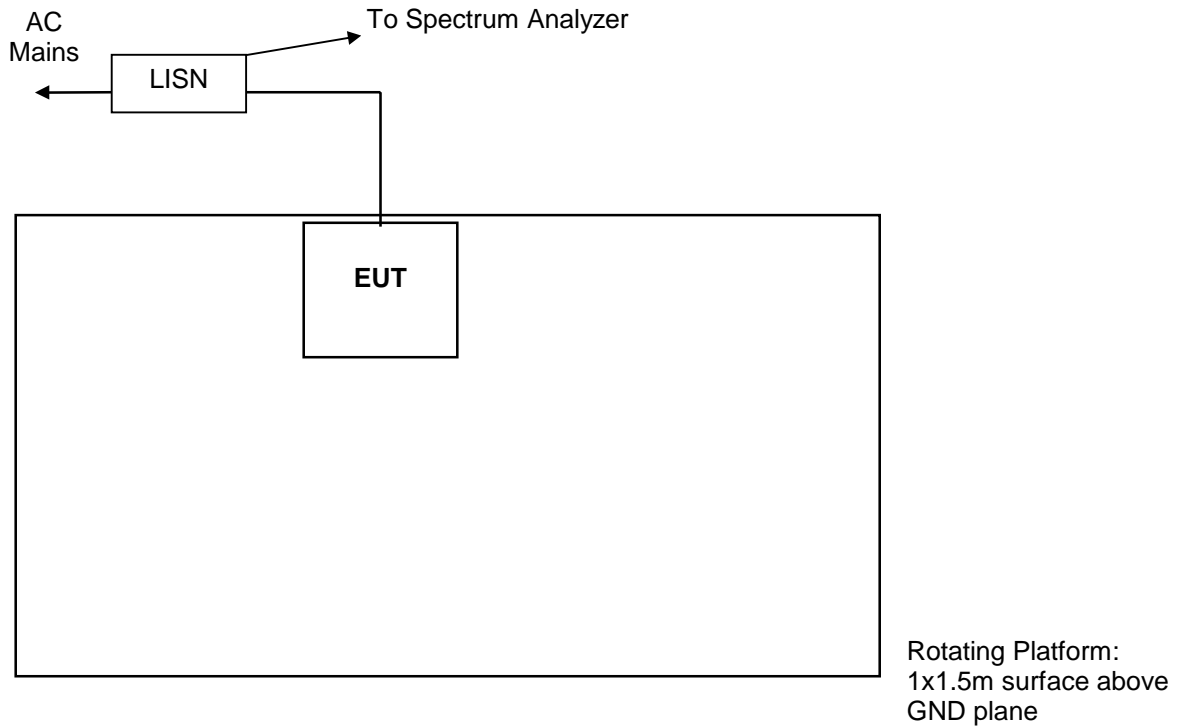 AC
Mains
To Spectrum Analyzer
LISN
EUT
Rotating Platform:
1x1.5m surface above
GND plane